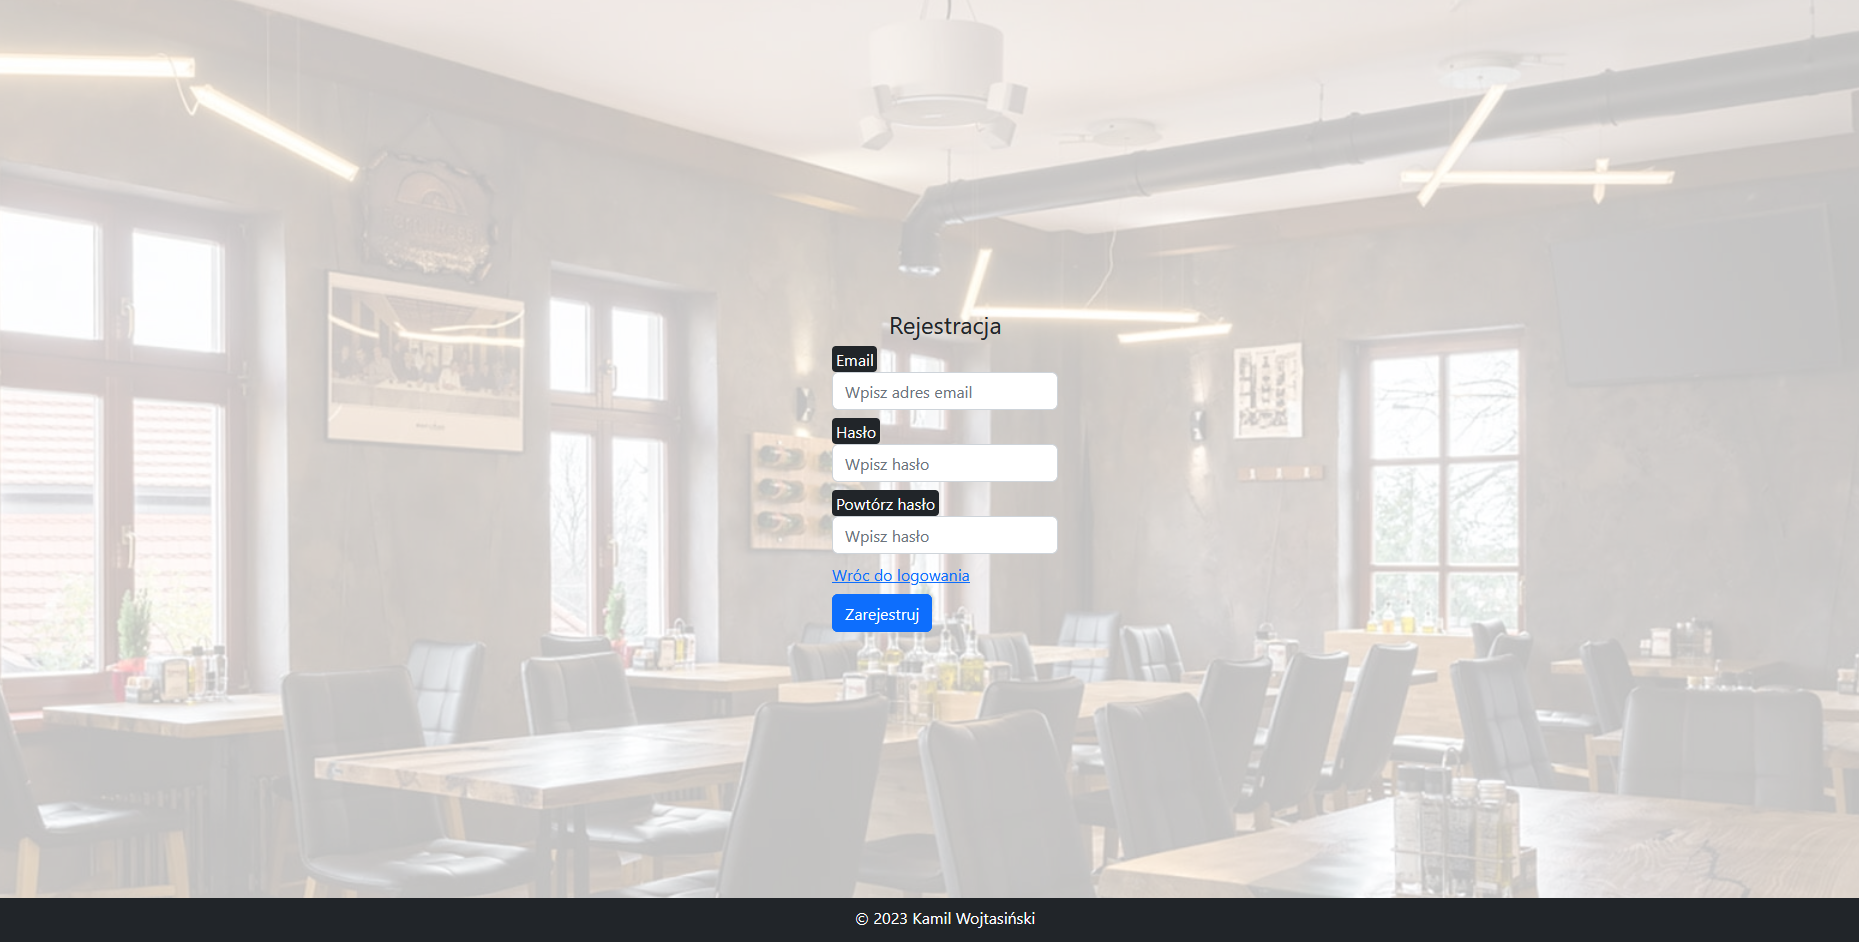 Rejestracja
Email
Wpisz adres email
Hasło
Wpisz hasło
Powtórz hasło
Wpisz hasło
Wróc do logowania
Zarejestruj
© 2023 Kamil Wojtasiński